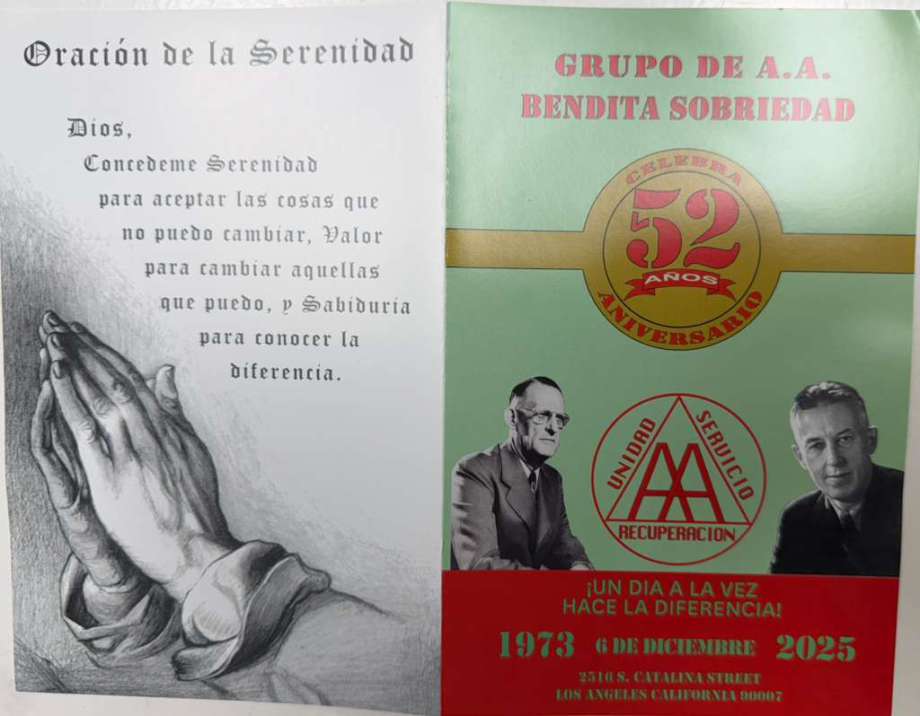 Oración de la Serenidad
Dios,
Concedeme Serenidad
para aceptar las cosas que
no puedo cambiar, Valor
para cambiar aquellas
que puedo, y Sabiduria
para conocer la
diferencia.
GRUPO DE A.A.
BENDITA SOBRIEDAD
CELEBRA
52
AÑOS
ANIVERSARIO
UNIDAD
SERVICIO
AA
RECUPERACION
¡UN DIA A LA VEZ
HACE LA DIFERENCIA!
1973 6 DE DICIEMBRE 2025
2516 S. CATALINA STREET
LOS ANGELES CALIFORNIA 90007